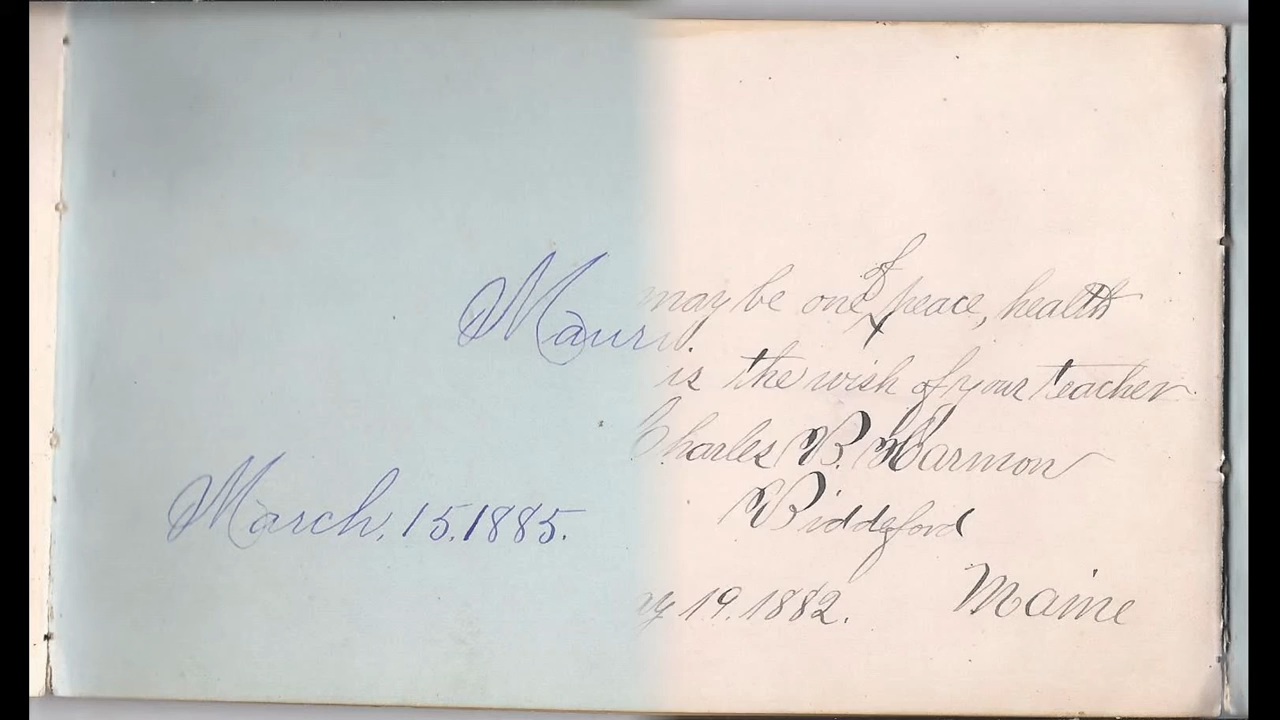 may be one of peace, health
is the wish of your teacher
Charles B. Harmon
Biddeford
Maine
19. 1882.
March, 15, 1885.